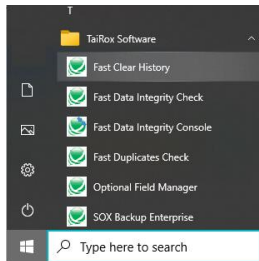 T
TaiRox Software
Fast Clear History
Fast Data Integrity Check
Fast Data Integrity Console
Fast Duplicates Check
Optional Field Manager
SOX Backup Enterprise
Type here to search